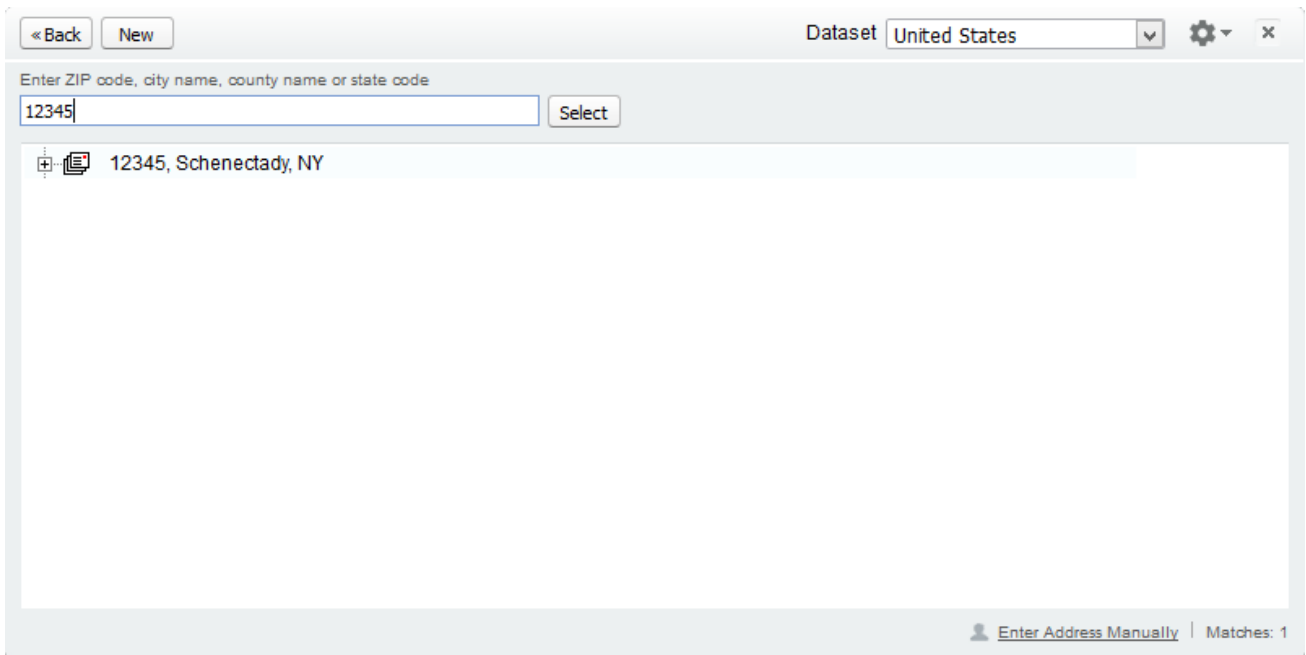 « Back New Dataset United States
Enter ZIP code, city name, county name or state code
12345 Select
12345, Schenectady, NY
Enter Address Manually | Matches: 1